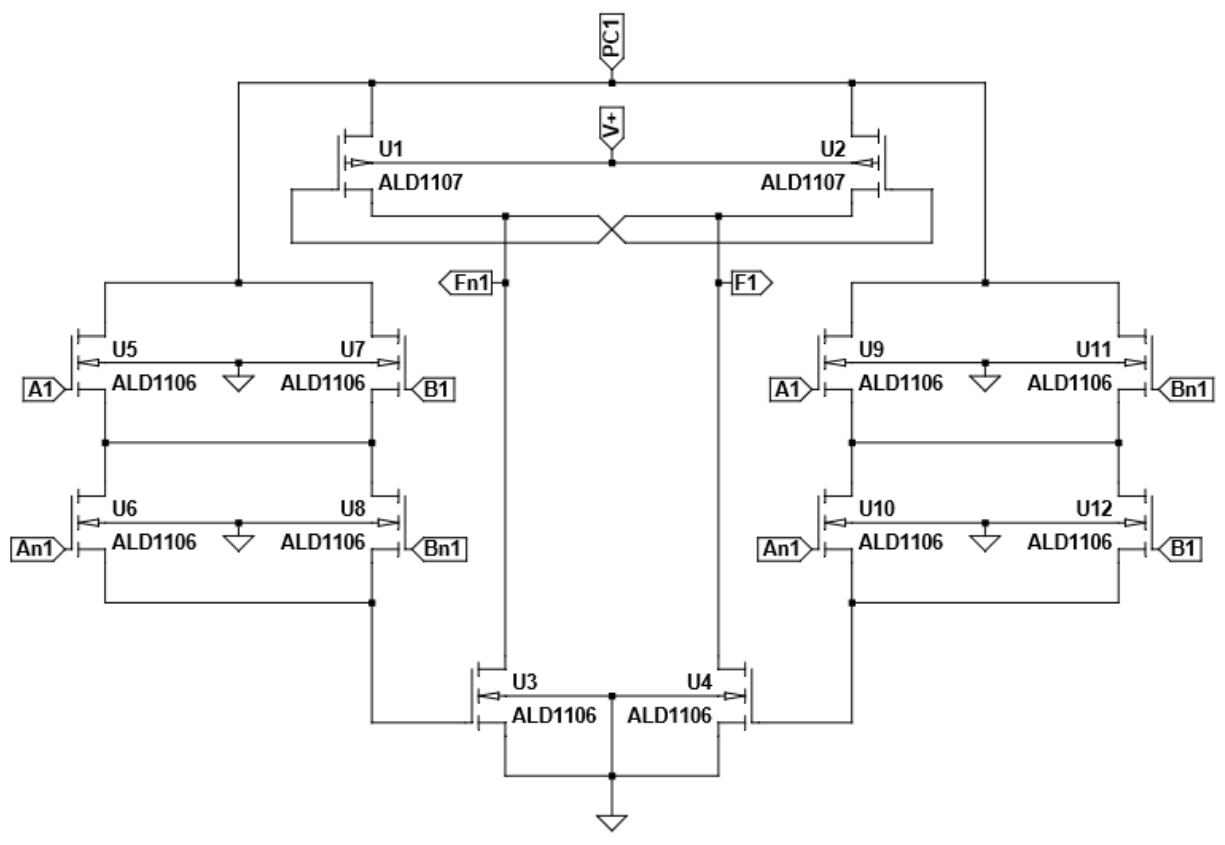 PC1
V+
U1
U2
ALD1107
ALD1107
Fn1
F1
U5
U7
U9
U11
A1
ALD1106
ALD1106
B1
A1
ALD1106
ALD1106
Bn1
U6
U8
U10
U12
An1
ALD1106
ALD1106
Bn1
An1
ALD1106
ALD1106
B1
U3
U4
ALD1106
ALD1106